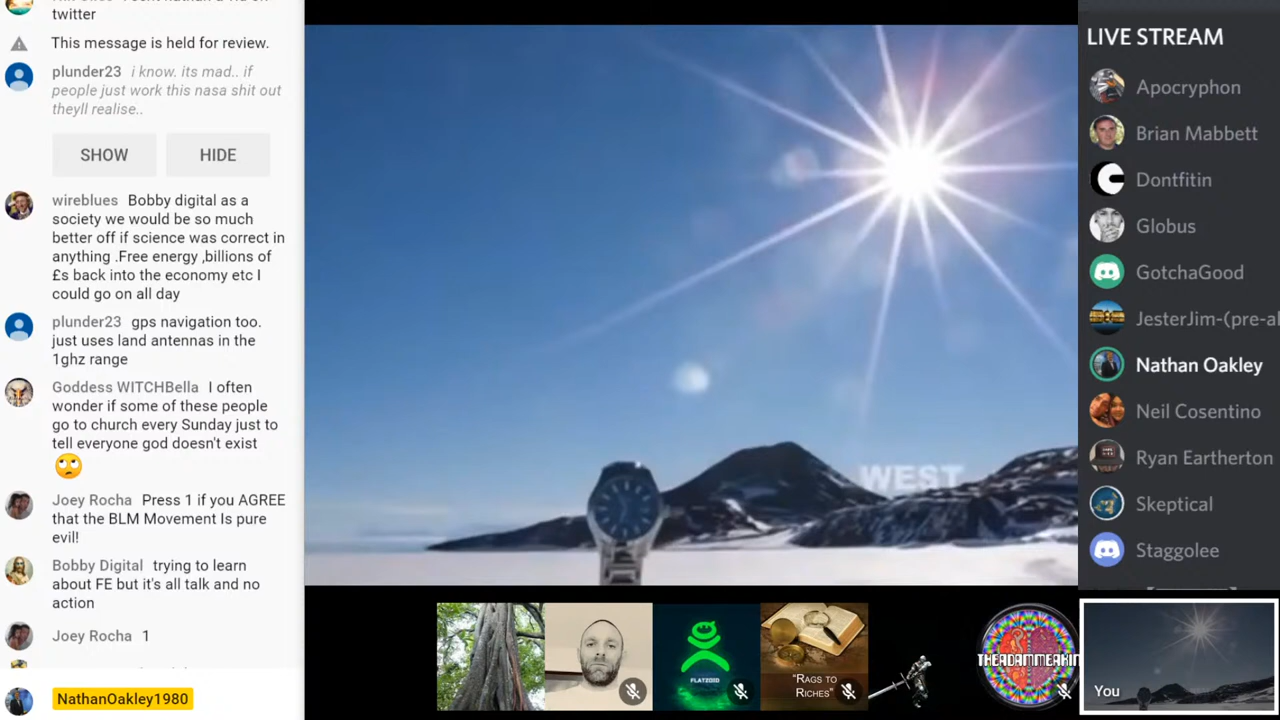 twitter
This message is held for review.
plunder23 i know. its mad.. if
people just work this nasa shit out
theyll realise..
SHOW
HIDE
wireblues Bobby digital as a
society we would be so much
better off if science was correct in
anything .Free energy ,billions of
£s back into the economy etc I
could go on all day
plunder23 gps navigation too.
just uses land antennas in the
1ghz range
Goddess WITCHBella I often
wonder if some of these people
go to church every Sunday just to
tell everyone god doesn't exist
🙄
Joey Rocha Press 1 if you AGREE
that the BLM Movement Is pure
evil!
Bobby Digital trying to learn
about FE but it's all talk and no
action
Joey Rocha 1
NathanOakley1980
WEST
FLATZOID
"RAGS TO
RICHES"
THEADAMMEAKIN
LIVE STREAM
Apocryphon
Brian Mabbett
Dontfitin
Globus
GotchaGood
JesterJim-(pre-al
Nathan Oakley
Neil Cosentino
Ryan Eartherton
Skeptical
Staggolee
You